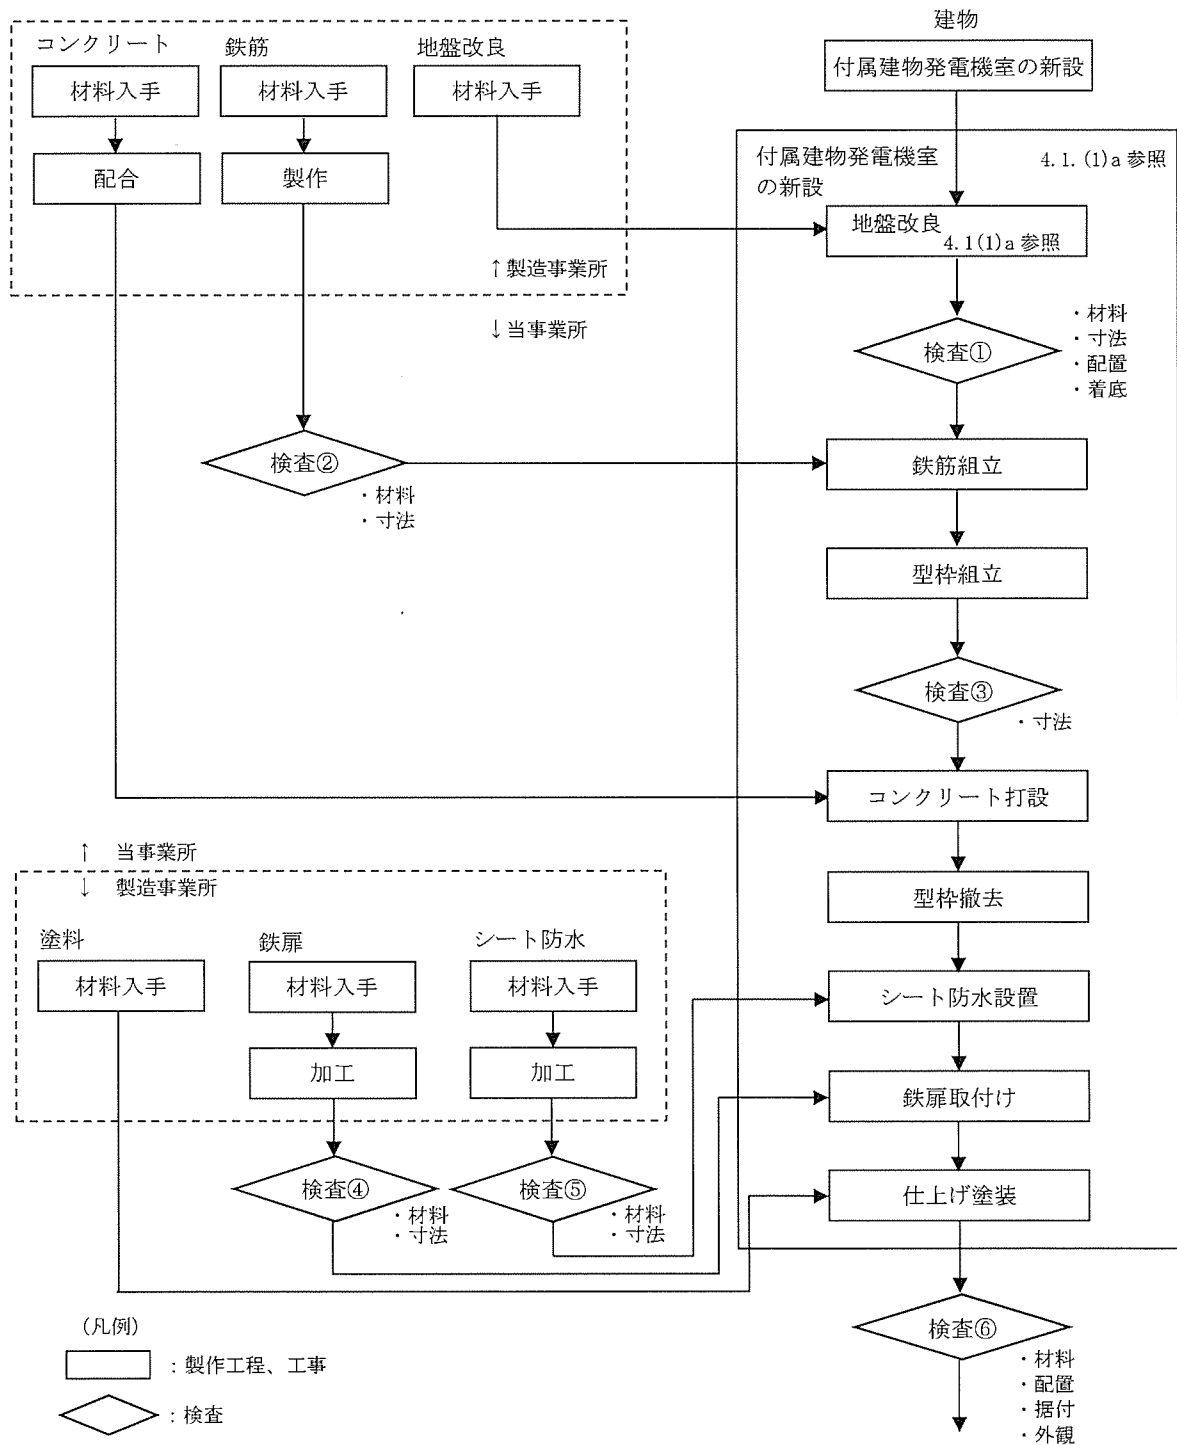 建物
付属建物発電機室の新設
コンクリート
鉄筋
地盤改良
材料入手
材料入手
材料入手
配合
製作
↑製造事業所
↓当事業所
付属建物発電機室
の新設
4.1.(1)a 参照
地盤改良
4.1(1)a 参照
検査①
・材料
・寸法
・配置
・着底
検査②
・材料
・寸法
鉄筋組立
型枠組立
検査③
・寸法
コンクリート打設
型枠撤去
シート防水設置
鉄扉取付け
仕上げ塗装
↑ 当事業所
↓ 製造事業所
塗料
鉄扉
シート防水
材料入手
材料入手
材料入手
加工
加工
検査④
・材料
・寸法
検査⑤
・材料
・寸法
検査⑥
・材料
・配置
・据付
・外観
(凡例)
：製作工程、工事
：検査